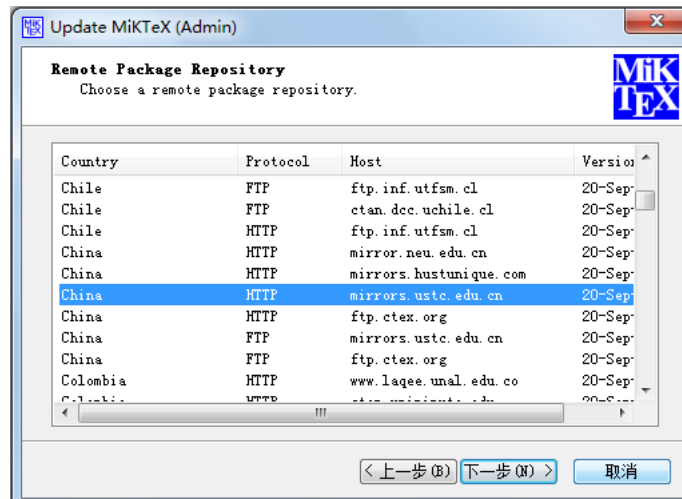 Update MiKTeX (Admin)
Remote Package Repository
Choose a remote package repository.
MiK
TEX
Country Protocol Host Version
Chile FTP ftp.inf.utfsm.cl 20-Sep-
Chile FTP ctan.dcc.uchile.cl 20-Sep-
Chile HTTP ftp.inf.utfsm.cl 20-Sep-
China HTTP mirror.neu.edu.cn 20-Sep-
China HTTP mirrors.hustunique.com 20-Sep-
China HTTP mirrors.ustc.edu.cn 20-Sep-
China HTTP ftp.ctex.org 20-Sep-
China FTP mirrors.ustc.edu.cn 20-Sep-
China FTP ftp.ctex.org 20-Sep-
Colombia HTTP www.laqee.unal.edu.co 20-Sep-
Colombia HTTP
< 上一步(B) 下一步(N) > 取消